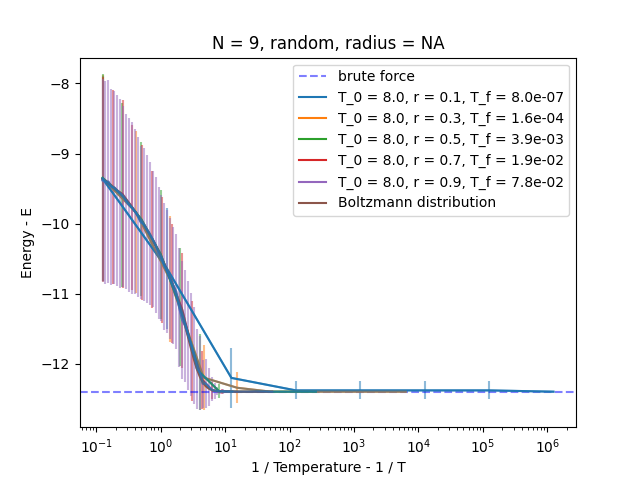 N = 9, random, radius = NA
Energy - E
−8
−9
−10
−11
−12
brute force
T_0 = 8.0, r = 0.1, T_f = 8.0e-07
T_0 = 8.0, r = 0.3, T_f = 1.6e-04
T_0 = 8.0, r = 0.5, T_f = 3.9e-03
T_0 = 8.0, r = 0.7, T_f = 1.9e-02
T_0 = 8.0, r = 0.9, T_f = 7.8e-02
Boltzmann distribution
10⁻¹ 10⁰ 10¹ 10² 10³ 10⁴ 10⁵ 10⁶
1 / Temperature - 1 / T